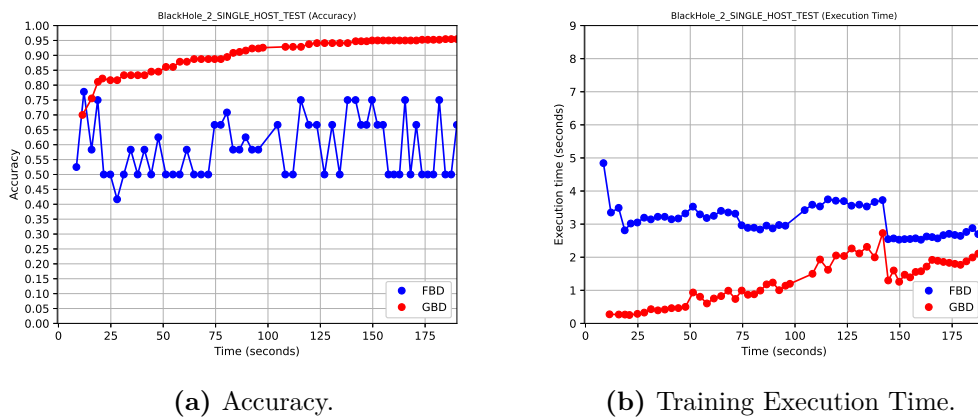 BlackHole_2_SINGLE_HOST_TEST (Accuracy)
1.00
0.95
0.90
0.85
0.80
0.75
0.70
0.65
0.60
0.55
0.50
0.45
0.40
0.35
0.30
0.25
0.20
0.15
0.10
0.05
0.00
Accuracy
0 25 50 75 100 125 150 175
Time (seconds)
FBD
GBD
(a) Accuracy.
BlackHole_2_SINGLE_HOST_TEST (Execution Time)
9
8
7
6
5
4
3
2
1
0
Execution time (seconds)
0 25 50 75 100 125 150 175
Time (seconds)
FBD
GBD
(b) Training Execution Time.